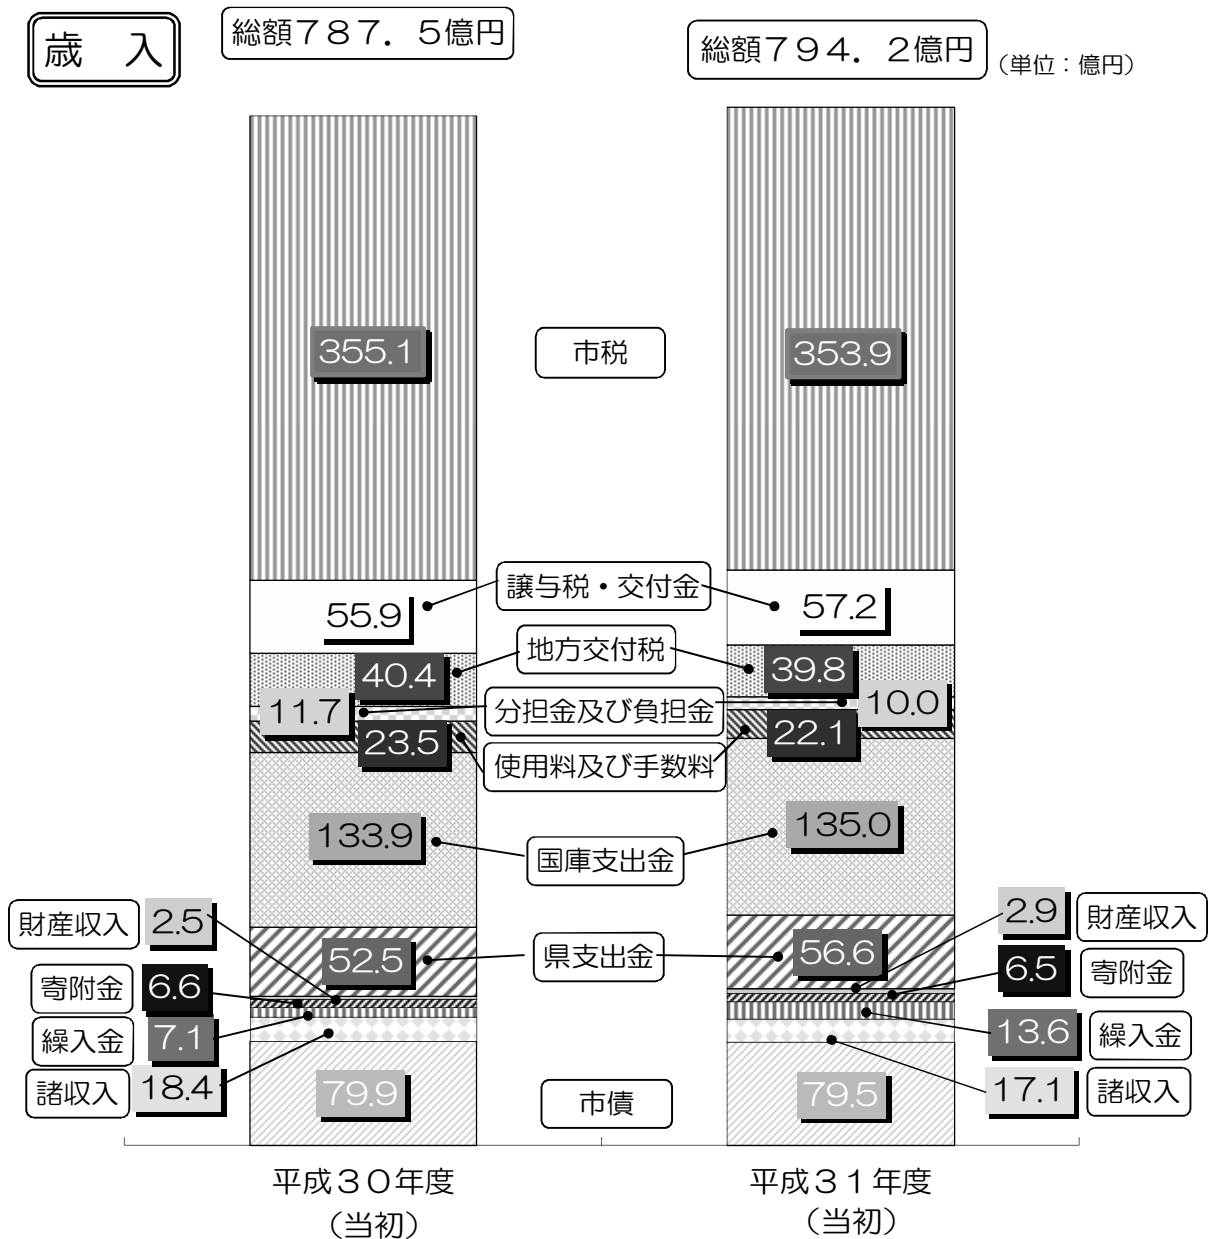 歳　入
総額７８７．５億円
総額７９４．２億円
（単位：億円）
355.1
市税
353.9
譲与税・交付金
55.9
57.2
地方交付税
40.4
39.8
11.7
分担金及び負担金
10.0
23.5
使用料及び手数料
22.1
133.9
国庫支出金
135.0
財産収入
2.5
2.9
財産収入
52.5
県支出金
56.6
寄附金
6.6
6.5
寄附金
繰入金
7.1
13.6
繰入金
諸収入
18.4
17.1
諸収入
79.9
市債
79.5
平成３０年度
（当初）
平成３１年度
（当初）